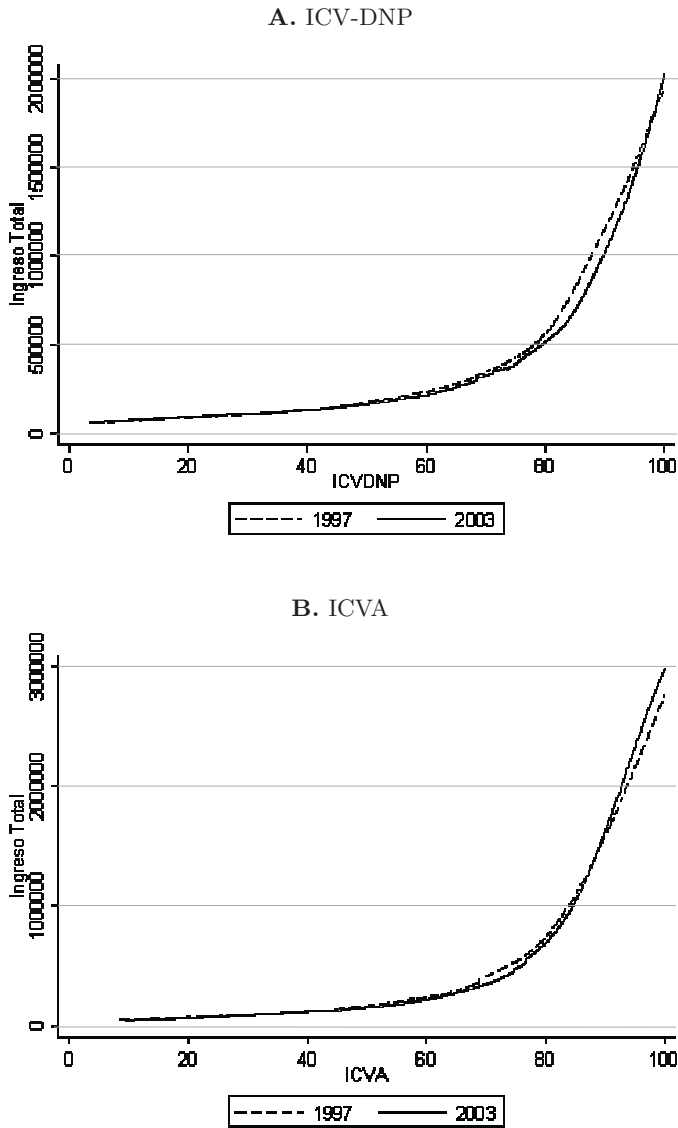 A. ICV-DNP
Ingreso Total
2000000
1500000
1000000
500000
0
0 20 40 60 80 100
ICVDNP
1997 2003
B. ICVA
Ingreso Total
3000000
2000000
1000000
0
0 20 40 60 80 100
ICVA
1997 2003